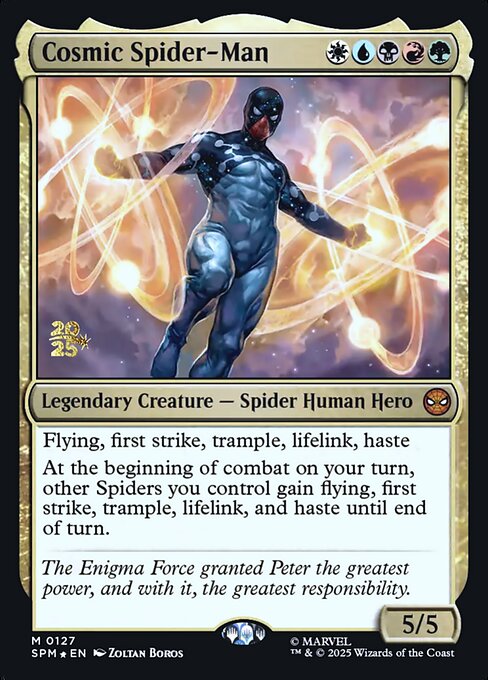 Cosmic Spider-Man
20
25
Legendary Creature — Spider Human Hero
Flying, first strike, trample, lifelink, haste
At the beginning of combat on your turn,
other Spiders you control gain flying, first
strike, trample, lifelink, and haste until end
of turn.
The Enigma Force granted Peter the greatest
power, and with it, the greatest responsibility.
5/5
M 0127
SPM★EN Zoltan Boros
© MARVEL
™ & © 2025 Wizards of the Coast